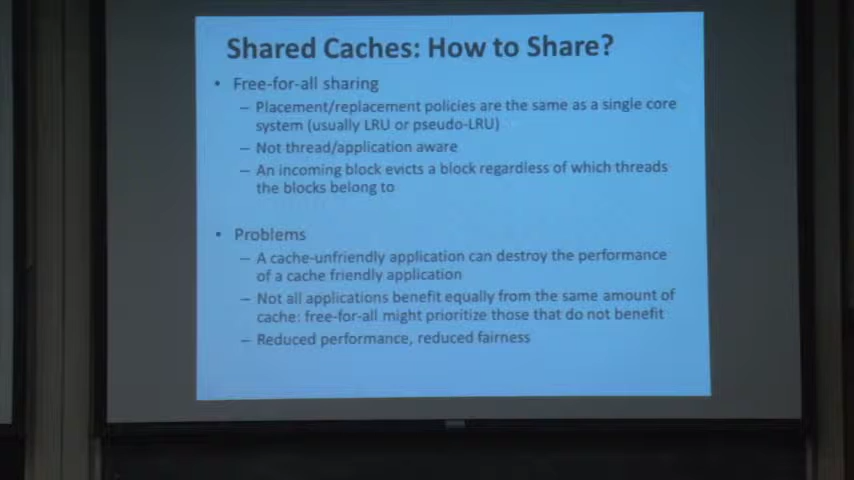 Shared Caches: How to Share?
• Free-for-all sharing
– Placement/replacement policies are the same as a single core
system (usually LRU or pseudo-LRU)
– Not thread/application aware
– An incoming block evicts a block regardless of which threads
the blocks belong to
• Problems
– A cache-unfriendly application can destroy the performance
of a cache friendly application
– Not all applications benefit equally from the same amount of
cache: free-for-all might prioritize those that do not benefit
– Reduced performance, reduced fairness